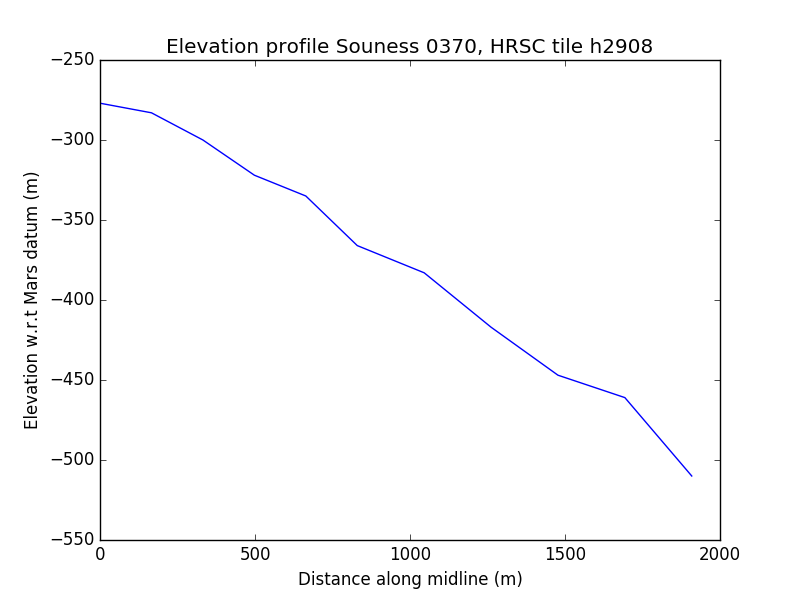 Elevation profile Souness 0370, HRSC tile h2908
Elevation w.r.t Mars datum (m)
−250
−300
−350
−400
−450
−500
−550
0 500 1000 1500 2000
Distance along midline (m)